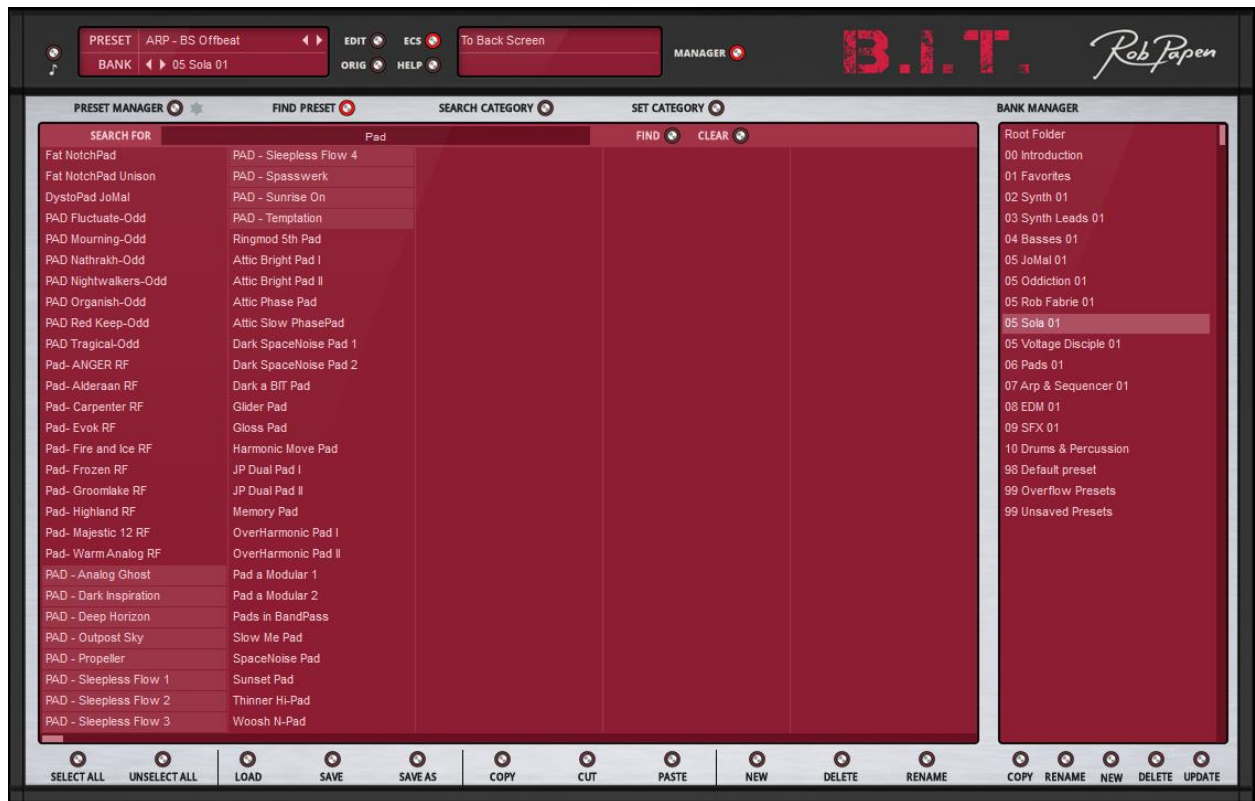 PRESET ARP - BS Offbeat EDIT ECS To Back Screen
MANAGER B.I.T. Rob Papen
BANK 05 Sola 01 ORIG HELP
PRESET MANAGER FIND PRESET SEARCH CATEGORY SET CATEGORY BANK MANAGER
SEARCH FOR Pad FIND CLEAR
Fat NotchPad
Fat NotchPad Unison
DystoPad JoMal
PAD Fluctuate-Odd
PAD Mourning-Odd
PAD Nathrakh-Odd
PAD Nightwalkers-Odd
PAD Organish-Odd
PAD Red Keep-Odd
PAD Tragical-Odd
Pad- ANGER RF
Pad- Alderaan RF
Pad- Carpenter RF
Pad- Evok RF
Pad- Fire and Ice RF
Pad- Frozen RF
Pad- Groomlake RF
Pad- Highland RF
Pad- Majestic 12 RF
Pad- Warm Analog RF
PAD - Analog Ghost
PAD - Dark Inspiration
PAD - Deep Horizon
PAD - Outpost Sky
PAD - Propeller
PAD - Sleepless Flow 1
PAD - Sleepless Flow 2
PAD - Sleepless Flow 3
PAD - Sleepless Flow 4
PAD - Spasswerk
PAD - Sunrise On
PAD - Temptation
Ringmod 5th Pad
Attic Bright Pad I
Attic Bright Pad II
Attic Phase Pad
Attic Slow PhasePad
Dark SpaceNoise Pad 1
Dark SpaceNoise Pad 2
Dark a BIT Pad
Glider Pad
Gloss Pad
Harmonic Move Pad
JP Dual Pad I
JP Dual Pad II
Memory Pad
OverHarmonic Pad I
OverHarmonic Pad II
Pad a Modular 1
Pad a Modular 2
Pads in BandPass
Slow Me Pad
SpaceNoise Pad
Sunset Pad
Thinner Hi-Pad
Woosh N-Pad
Root Folder
00 Introduction
01 Favorites
02 Synth 01
03 Synth Leads 01
04 Basses 01
05 JoMal 01
05 Oddiction 01
05 Rob Fabrie 01
05 Sola 01
05 Voltage Disciple 01
06 Pads 01
07 Arp & Sequencer 01
08 EDM 01
09 SFX 01
10 Drums & Percussion
98 Default preset
99 Overflow Presets
99 Unsaved Presets
SELECT ALL UNSELECT ALL LOAD SAVE SAVE AS COPY CUT PASTE NEW DELETE RENAME COPY RENAME NEW DELETE UPDATE